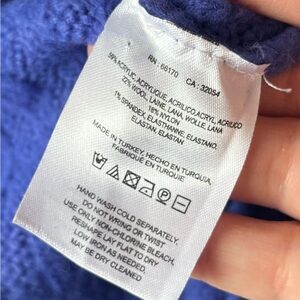 RN : 66170 CA : 32054
ACRYLIC, ACRYLIQUE, ACRILICO, ACRYL, ACRILICO
22% WOOL, LAINE, LANA, WOLLE, LANA
18% NYLON
1% SPANDEX, ELASTHANNE, ELASTANO,
ELASTAN, ELASTAN
MADE IN TURKEY, HECHO EN TURQUIA,
FABRIQUÉ EN TURQUIE
HAND WASH COLD SEPARATELY.
DO NOT WRING OR TWIST
USE ONLY NON-CHLORINE BLEACH,
RESHAPE LAY FLAT TO DRY
LOW IRON AS NEEDED,
MAY BE DRY CLEANED